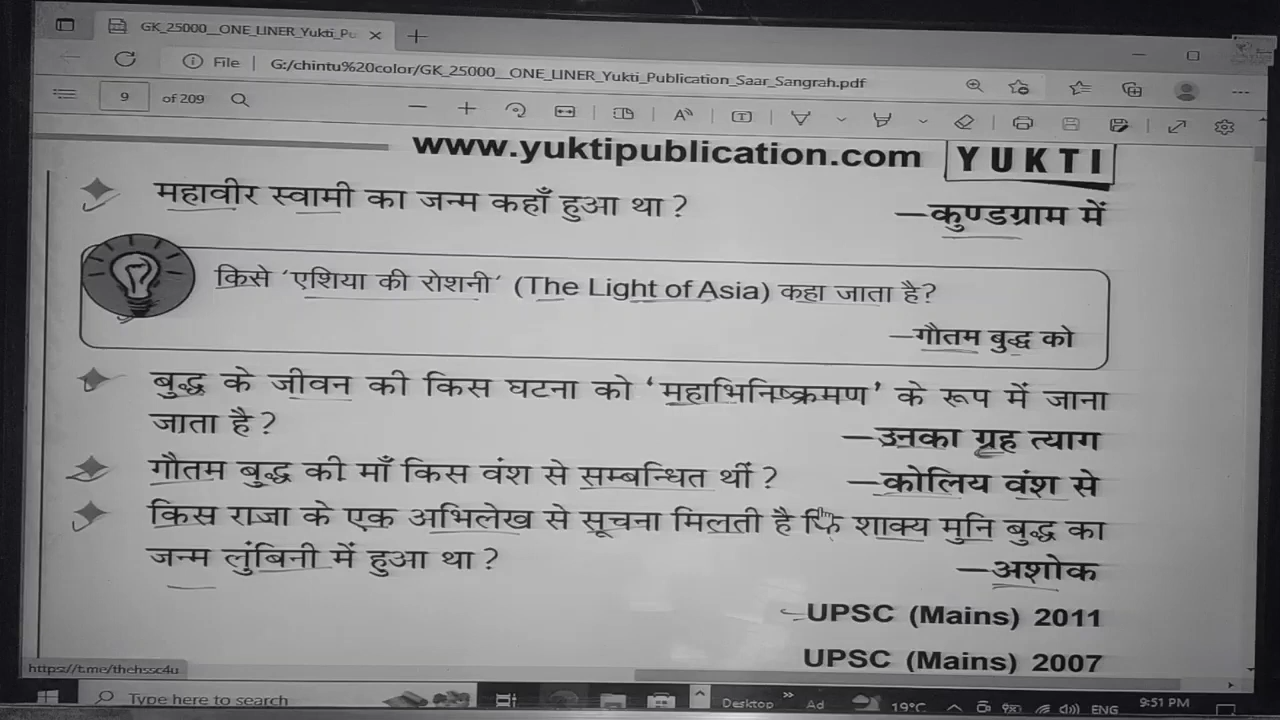 GK_25000__ONE_LINER_Yukti_Pu
File | G:/chintu%20color/GK_25000__ONE_LINER_Yukti_Publication_Saar_Sangrah.pdf
9 of 209
www.yuktipublication.com YUKTI
महावीर स्वामी का जन्म कहाँ हुआ था? —कुण्डग्राम में
किसे ‘एशिया की रोशनी’ (The Light of Asia) कहा जाता है?
—गौतम बुद्ध को
बुद्ध के जीवन की किस घटना को ‘महाभिनिष्क्रमण’ के रूप में जाना
जाता है? —उनका ग्रह त्याग
गौतम बुद्ध की माँ किस वंश से सम्बन्धित थीं? —कोलिय वंश से
किस राजा के एक अभिलेख से सूचना मिलती है कि शाक्य मुनि बुद्ध का
जन्म लुंबिनी में हुआ था? —अशोक
UPSC (Mains) 2011
UPSC (Mains) 2007
https://t.me/thehssc4u
Type here to search Desktop Ad 19°C ENG 9:51 PM